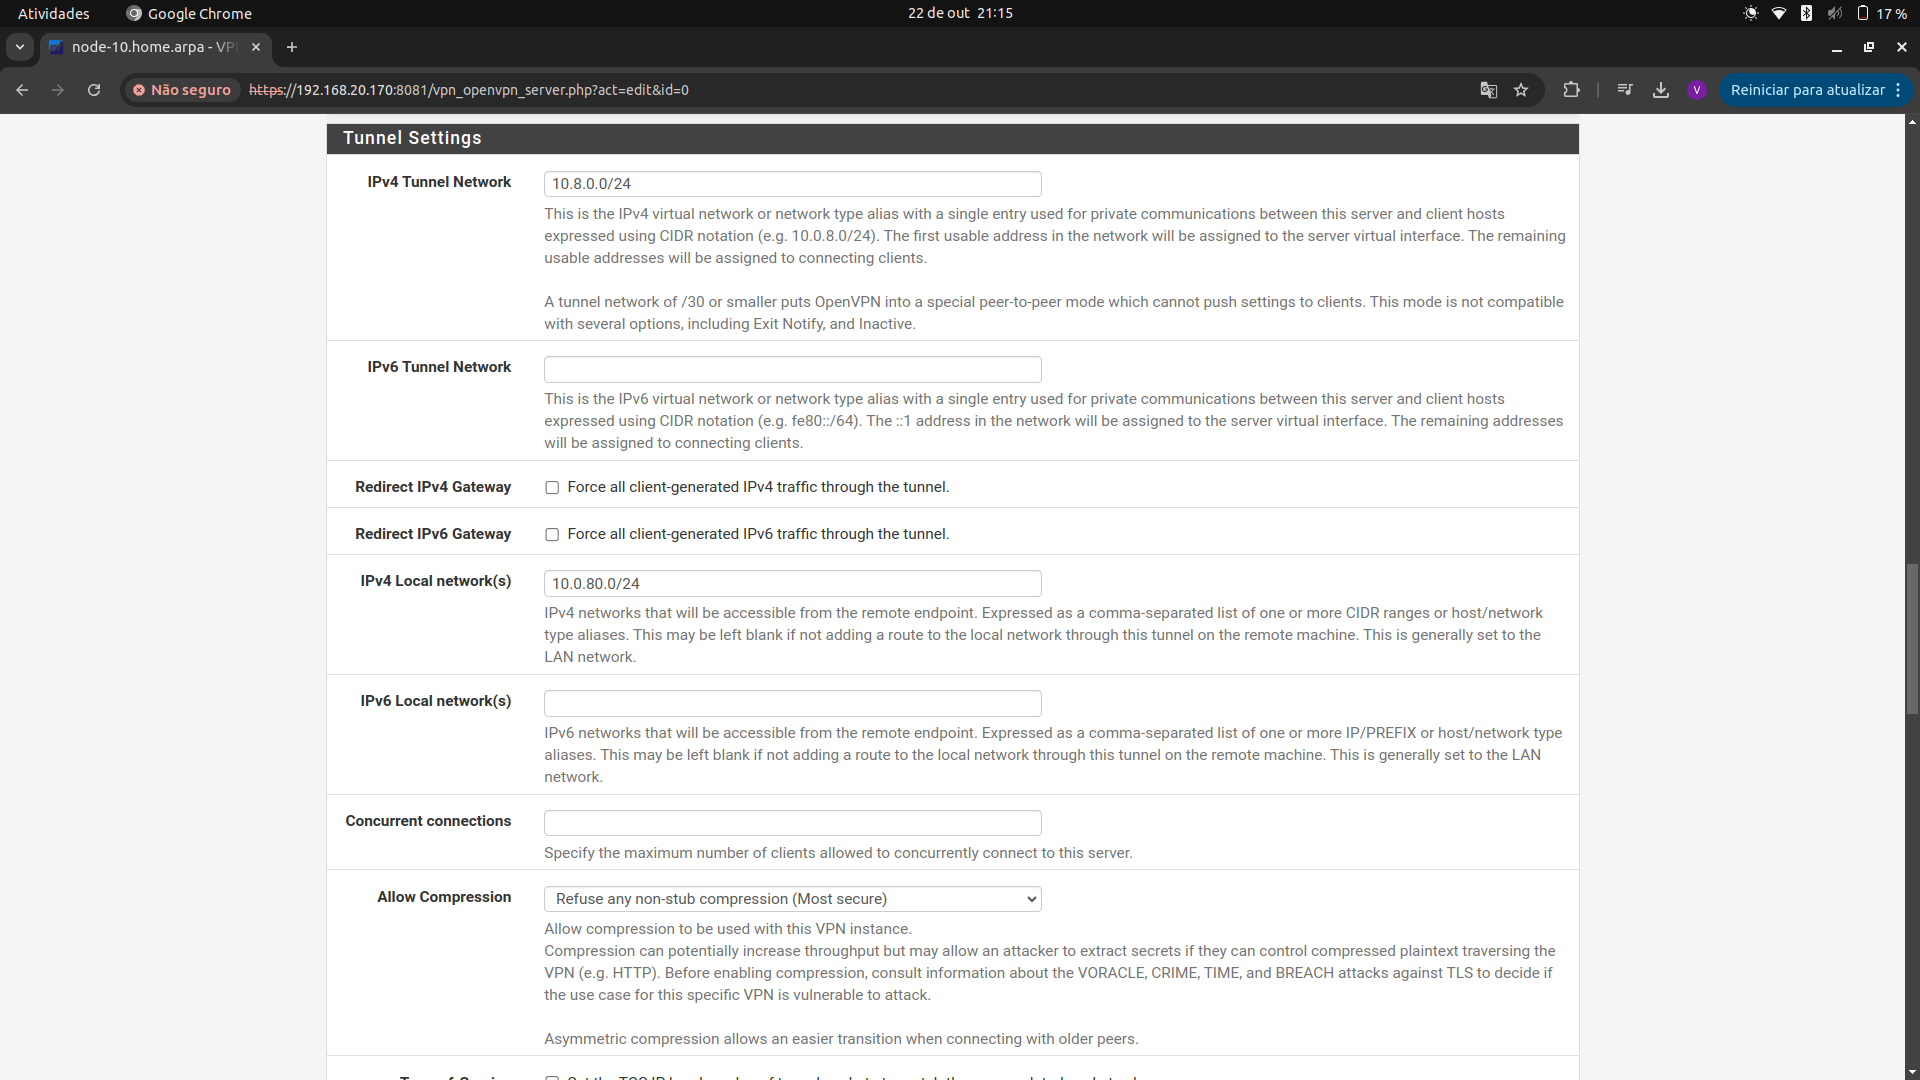 Atividades
Google Chrome
22 de out 21:15
17 %
node-10.home.arpa - VP
Não seguro
https://192.168.20.170:8081/vpn_openvpn_server.php?act=edit&id=0
V
Reiniciar para atualizar
Tunnel Settings
IPv4 Tunnel Network
10.8.0.0/24
This is the IPv4 virtual network or network type alias with a single entry used for private communications between this server and client hosts
expressed using CIDR notation (e.g. 10.0.8.0/24). The first usable address in the network will be assigned to the server virtual interface. The remaining
usable addresses will be assigned to connecting clients.
A tunnel network of /30 or smaller puts OpenVPN into a special peer-to-peer mode which cannot push settings to clients. This mode is not compatible
with several options, including Exit Notify, and Inactive.
IPv6 Tunnel Network
This is the IPv6 virtual network or network type alias with a single entry used for private communications between this server and client hosts
expressed using CIDR notation (e.g. fe80::/64). The ::1 address in the network will be assigned to the server virtual interface. The remaining addresses
will be assigned to connecting clients.
Redirect IPv4 Gateway
Force all client-generated IPv4 traffic through the tunnel.
Redirect IPv6 Gateway
Force all client-generated IPv6 traffic through the tunnel.
IPv4 Local network(s)
10.0.80.0/24
IPv4 networks that will be accessible from the remote endpoint. Expressed as a comma-separated list of one or more CIDR ranges or host/network
type aliases. This may be left blank if not adding a route to the local network through this tunnel on the remote machine. This is generally set to the
LAN network.
IPv6 Local network(s)
IPv6 networks that will be accessible from the remote endpoint. Expressed as a comma-separated list of one or more IP/PREFIX or host/network type
aliases. This may be left blank if not adding a route to the local network through this tunnel on the remote machine. This is generally set to the LAN
network.
Concurrent connections
Specify the maximum number of clients allowed to concurrently connect to this server.
Allow Compression
Refuse any non-stub compression (Most secure)
Allow compression to be used with this VPN instance.
Compression can potentially increase throughput but may allow an attacker to extract secrets if they can control compressed plaintext traversing the
VPN (e.g. HTTP). Before enabling compression, consult information about the VORACLE, CRIME, TIME, and BREACH attacks against TLS to decide if
the use case for this specific VPN is vulnerable to attack.
Asymmetric compression allows an easier transition when connecting with older peers.